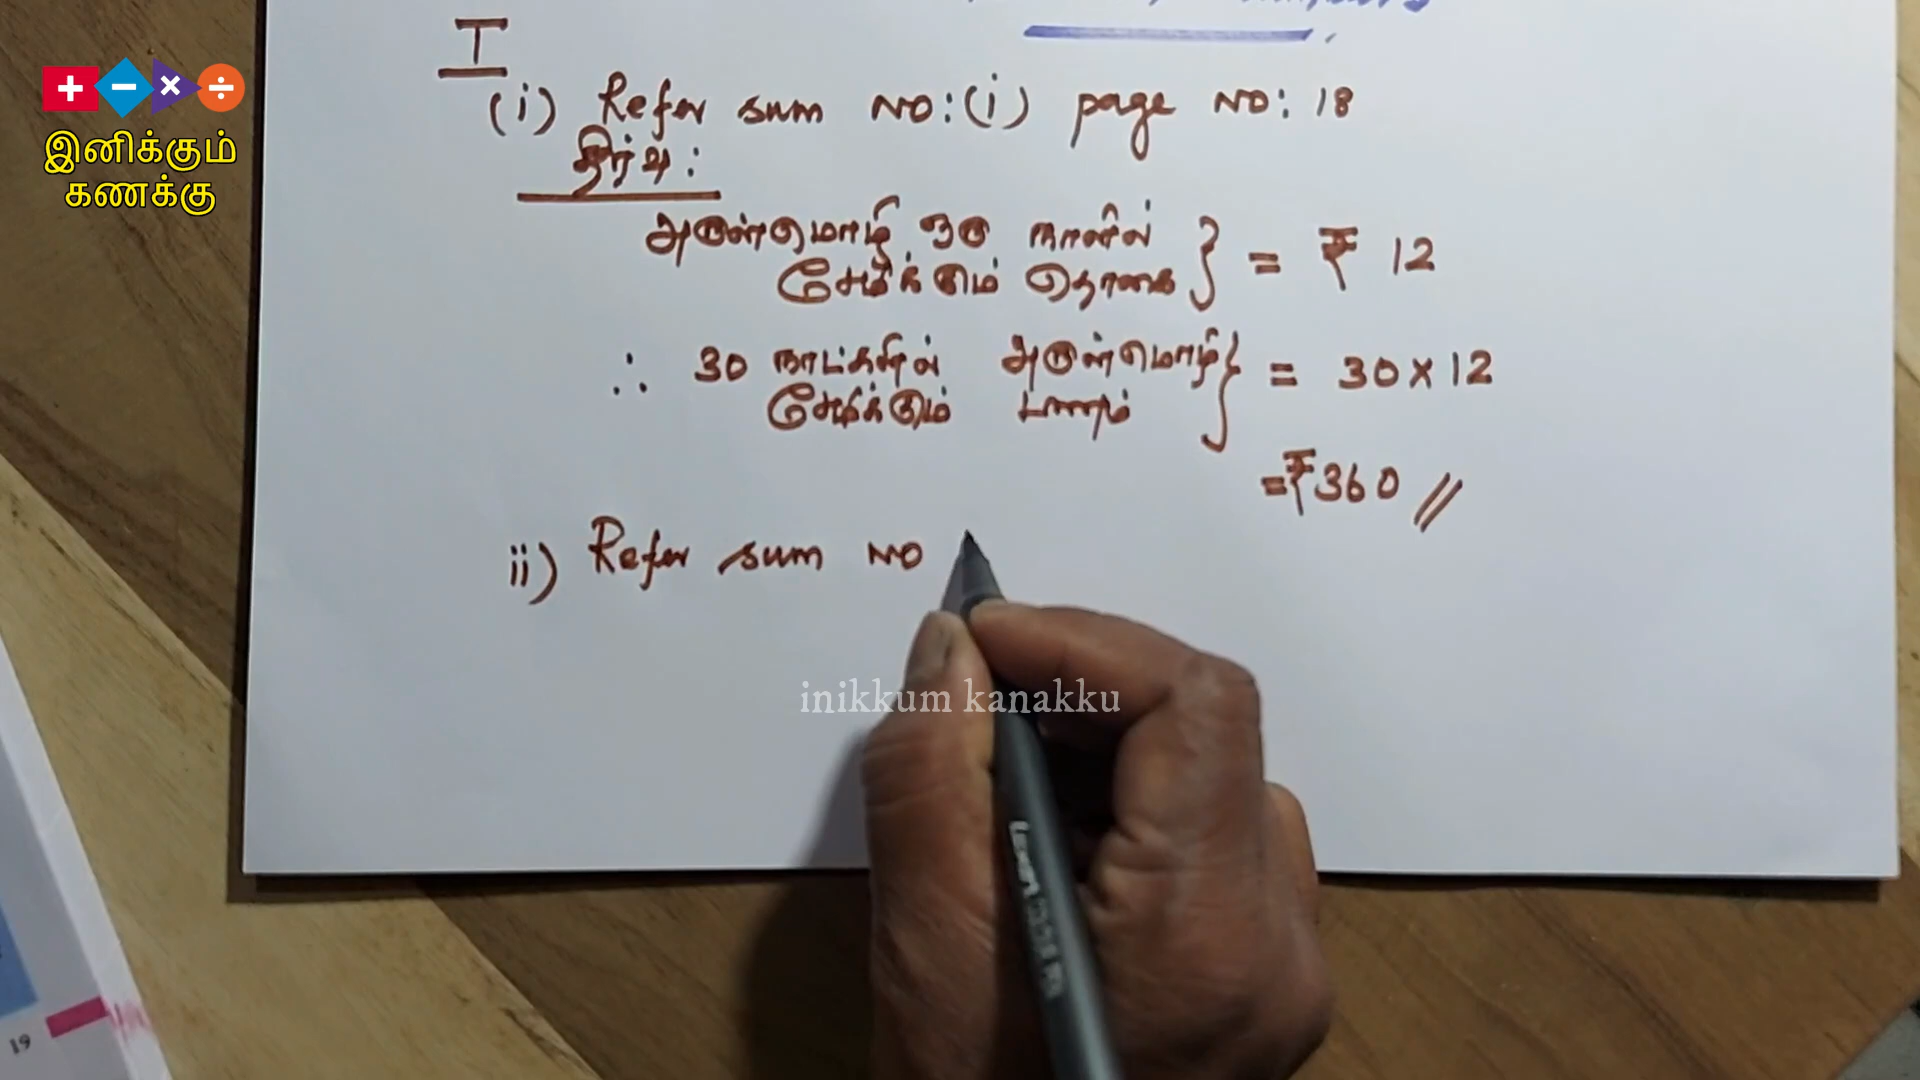 இனிக்கும்
கணக்கு
I
(i) Refer sum NO:(i) page NO: 18
தீர்வு:
அருள்மொழி ஒரு நாளில்
சேமிக்கும் தொகை } = ₹ 12
∴ 30 நாட்களில் அருள்மொழி
சேமிக்கும் பணம் } = 30 × 12
=₹360 //
ii) Refer sum NO
inikkum kanakku
19